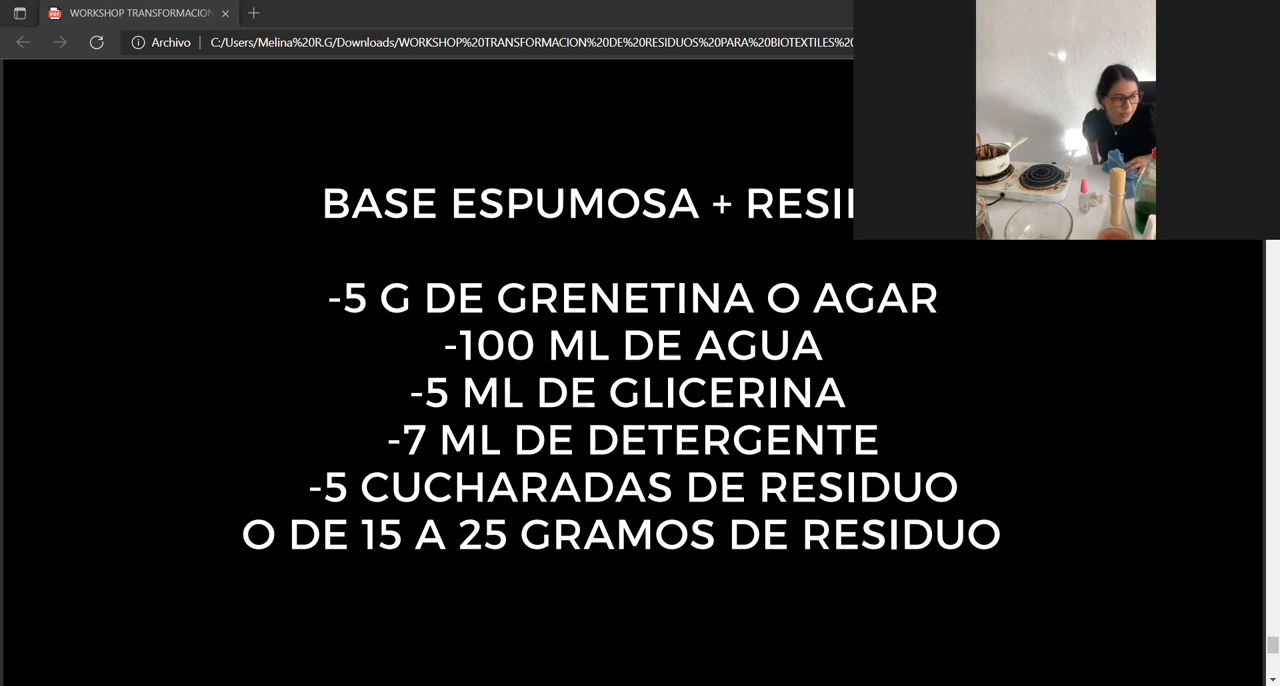 WORKSHOP TRANSFORMACION
Archivo
C:/Users/Melina%20R.G/Downloads/WORKSHOP%20TRANSFORMACION%20DE%20RESIDUOS%20PARA%20BIOTEXTILES%20
BASE ESPUMOSA + RESI
-5 G DE GRENETINA O AGAR
-100 ML DE AGUA
-5 ML DE GLICERINA
-7 ML DE DETERGENTE
-5 CUCHARADAS DE RESIDUO
O DE 15 A 25 GRAMOS DE RESIDUO